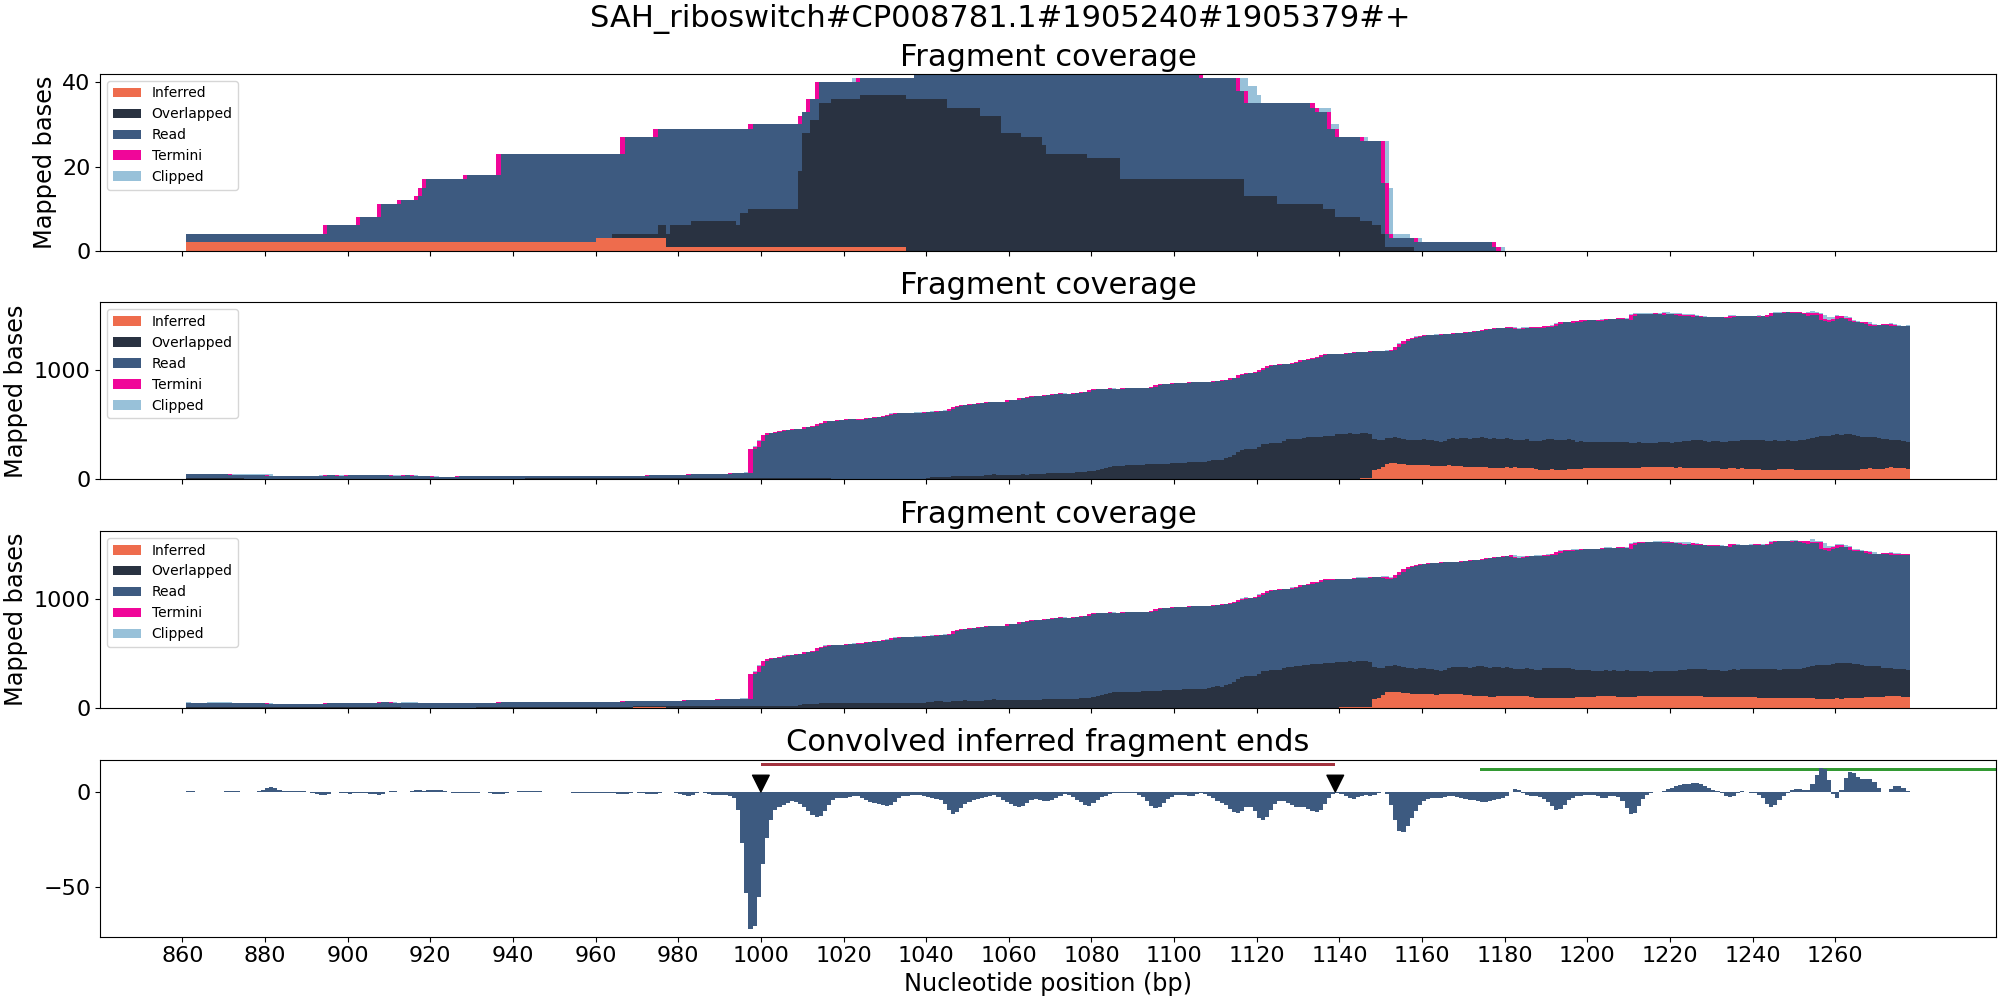 SAH_riboswitch#CP008781.1#1905240#1905379#+
Fragment coverage
Mapped bases
40
20
0
Inferred
Overlapped
Read
Termini
Clipped
Fragment coverage
Mapped bases
1000
0
Inferred
Overlapped
Read
Termini
Clipped
Fragment coverage
Mapped bases
1000
0
Inferred
Overlapped
Read
Termini
Clipped
Convolved inferred fragment ends
0
−50
860 880 900 920 940 960 980 1000 1020 1040 1060 1080 1100 1120 1140 1160 1180 1200 1220 1240 1260
Nucleotide position (bp)